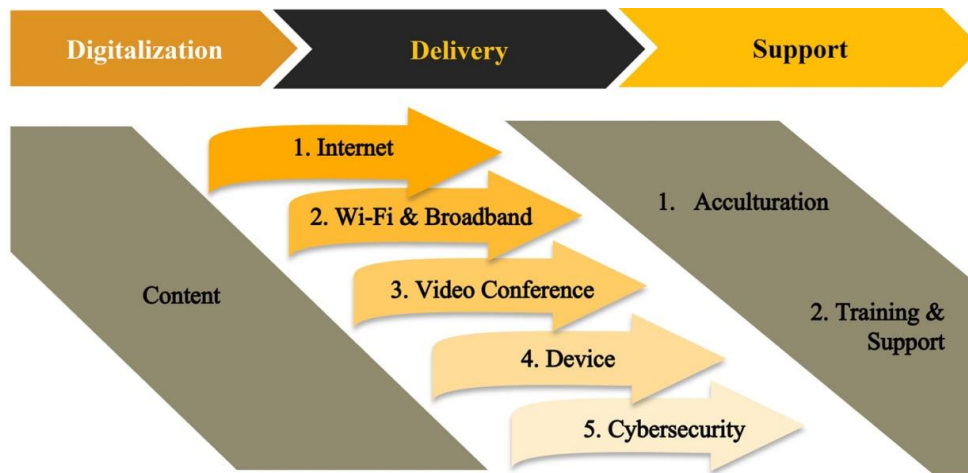 Digitalization
Delivery
Support
1. Internet
2. Wi-Fi & Broadband
3. Video Conference
4. Device
5. Cybersecurity
Content
1. Acculturation
2. Training &
Support